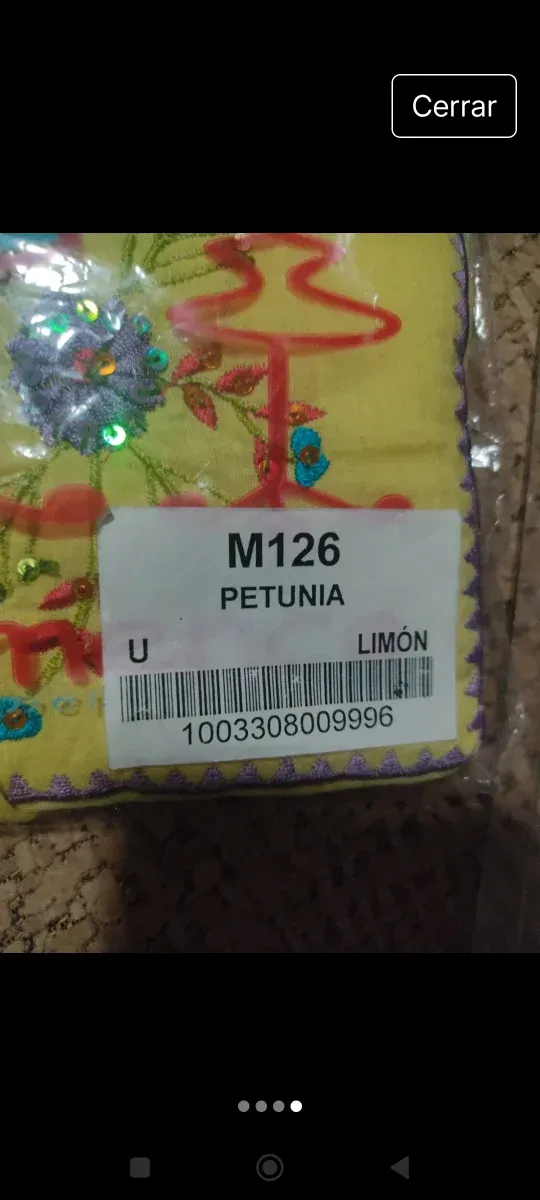 Cerrar
M126
PETUNIA
U LIMÓN
1003308009996